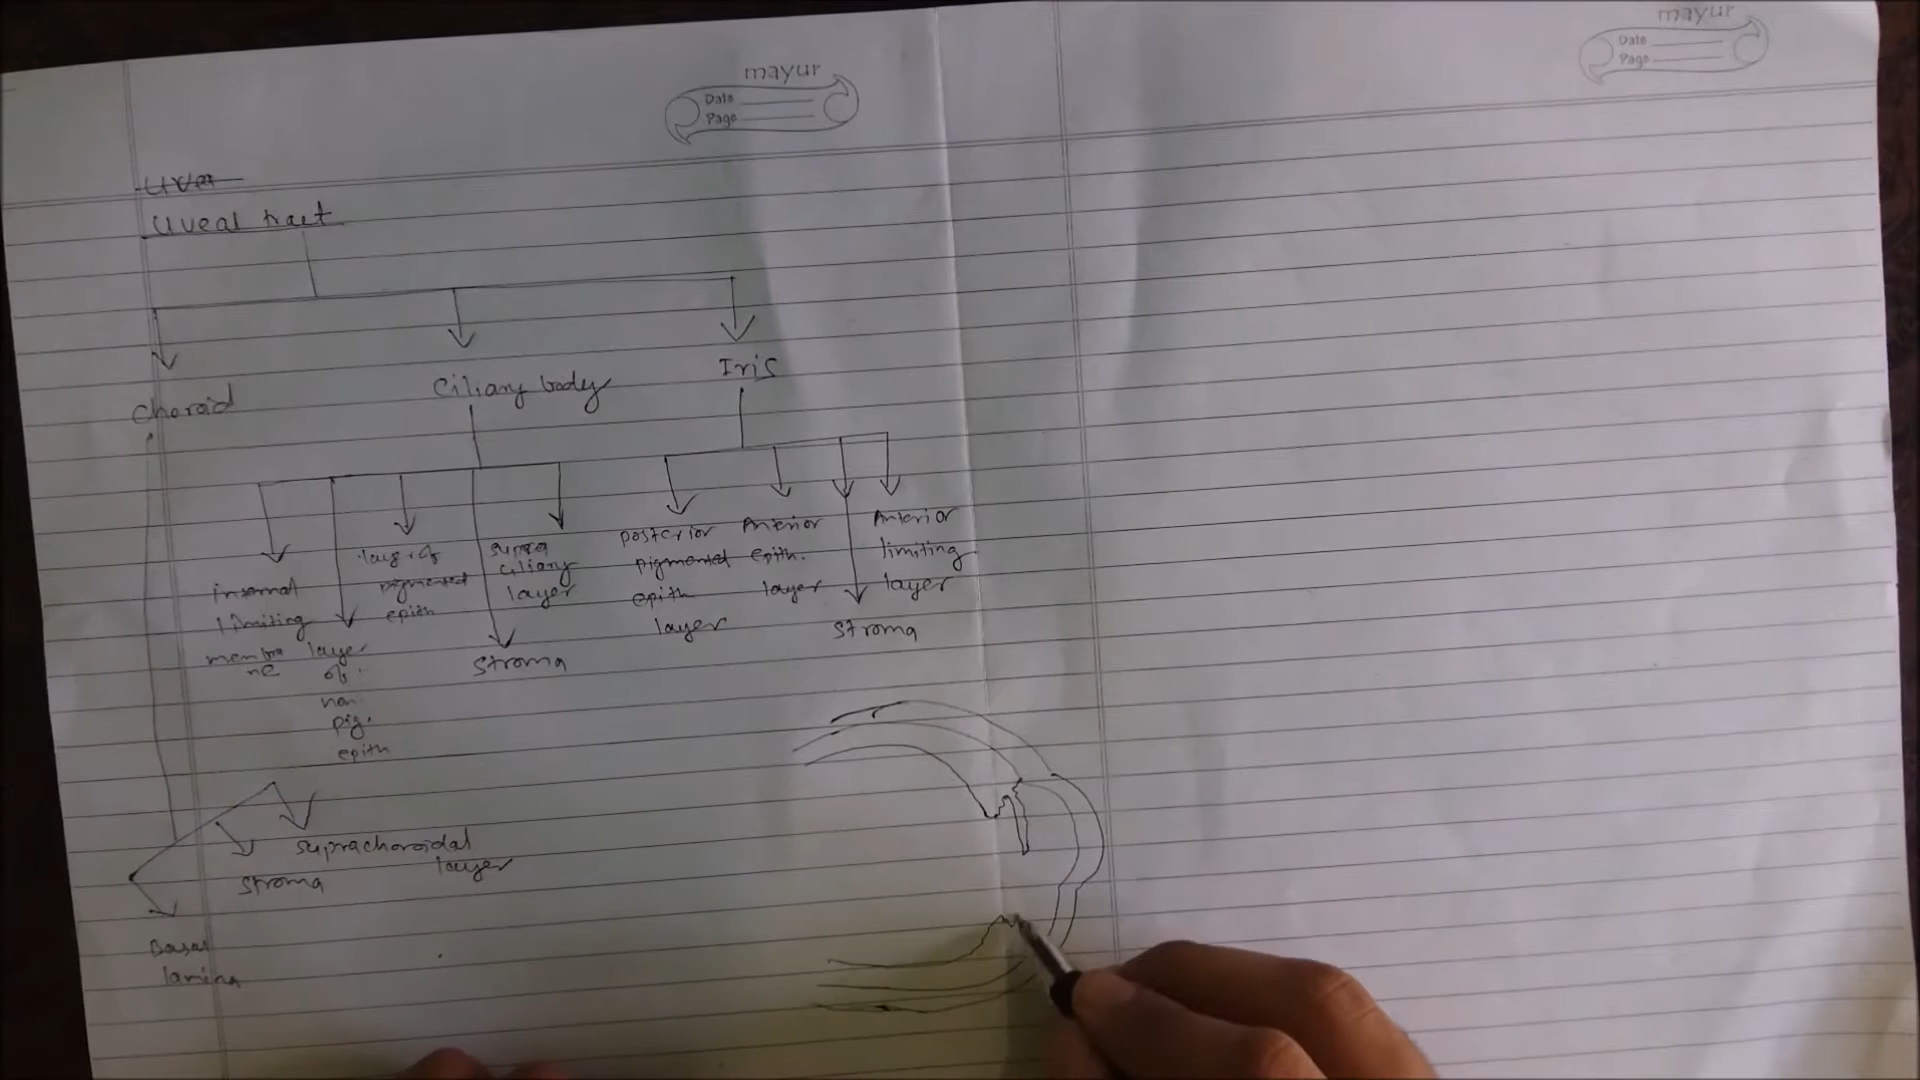 mayur
Date
Page
mayur
Date
Page
Uveal tract
Choroid
Ciliary body
Iris
internal
limiting
membra
ne
layer
of
non
pig.
epith
layer of
pigmented
epith
stroma
supra
ciliary
layer
posterior
pigmented
epith
layer
Anterior
epith.
layer
stroma
Anterior
limiting
layer
Basal
lamina
stroma
suprachoroidal
layer